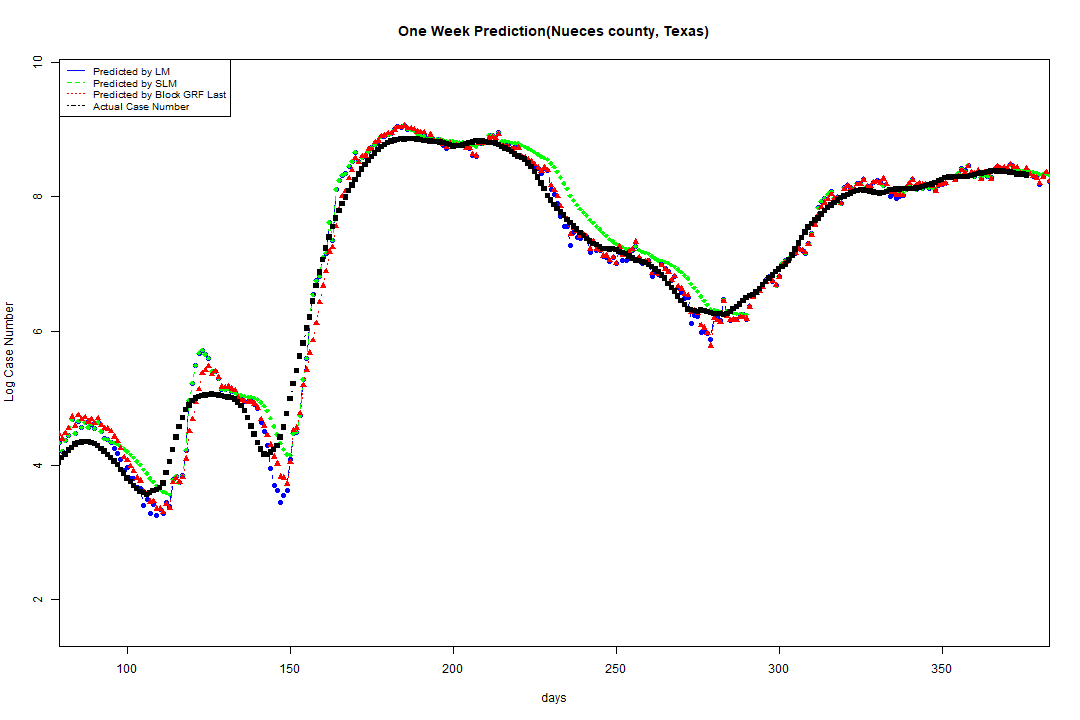 One Week Prediction(Nueces county, Texas)
Predicted by LM
Predicted by SLM
Predicted by Block GRF Last
Actual Case Number
10
8
6
4
2
Log Case Number
100 150 200 250 300 350
days